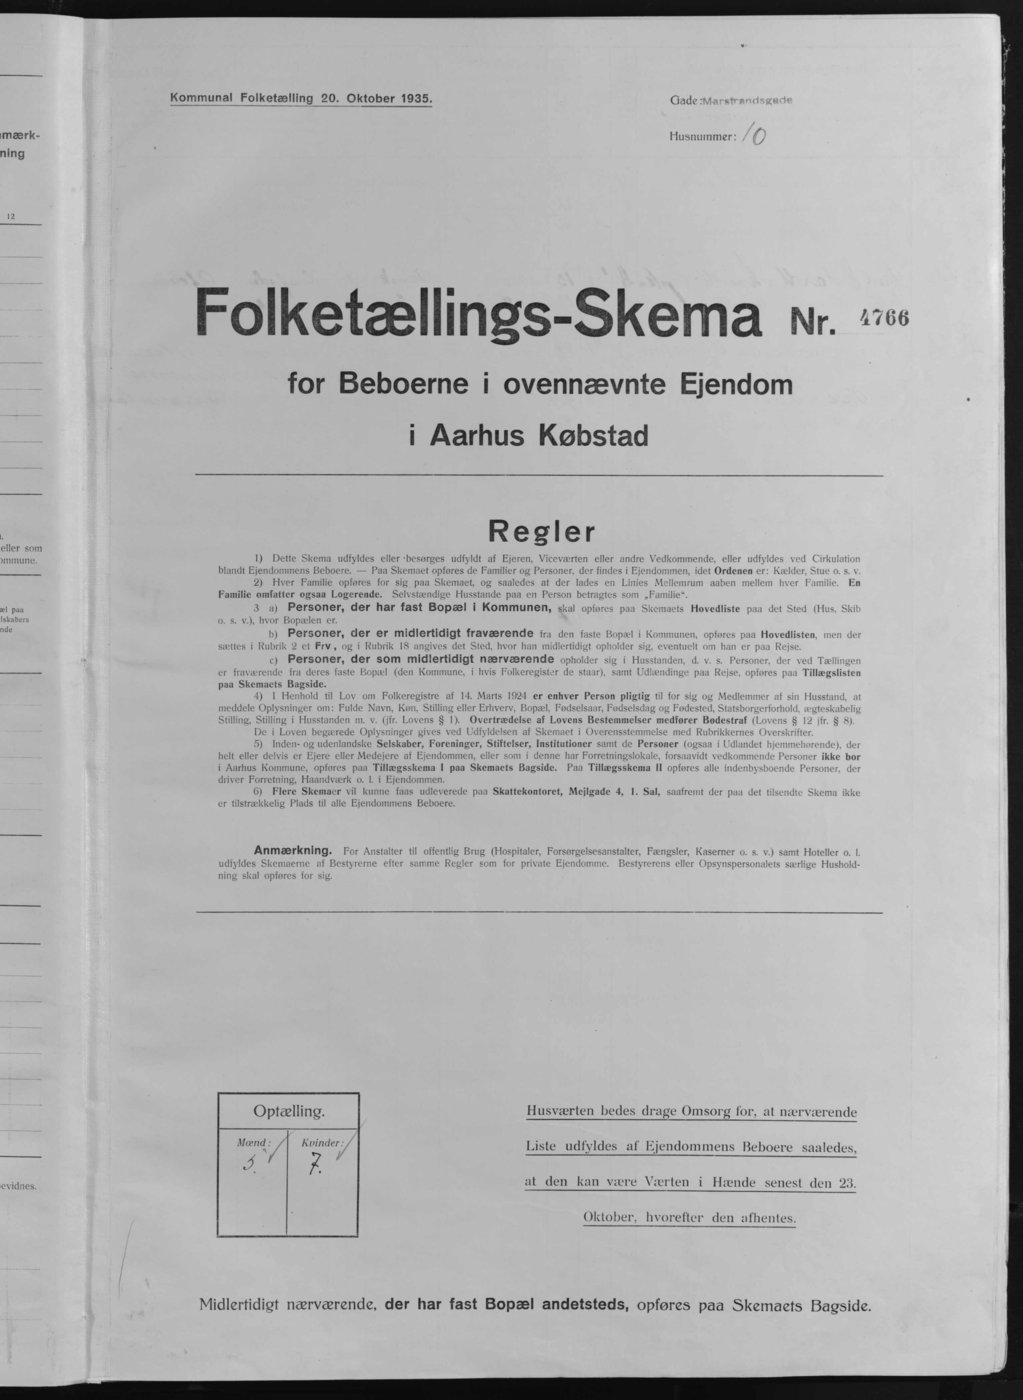 mærk-
ning
12
eller som
ommune.
æl paa
lskabers
nde
evidnes.
Kommunal Folketælling 20. Oktober 1935.
Gade: Marstrandsgade
Husnummer: 10
Folketællings-Skema Nr. 4766
for Beboerne i ovennævnte Ejendom
i Aarhus Købstad
Regler
1) Dette Skema udfyldes eller besørges udfyldt af Ejeren, Viceværten eller andre Vedkommende, eller udfyldes ved Cirkulation
blandt Ejendommens Beboere. — Paa Skemaet opføres de Familier og Personer, der findes i Ejendommen, idet Ordenen er: Kælder, Stue o. s. v.
2) Hver Familie opføres for sig paa Skemaet, og saaledes at der lades en Linies Mellemrum aaben mellem hver Familie. En
Familie omfatter ogsaa Logerende. Selvstændige Husstande paa en Person betragtes som „Familie“.
3 a) Personer, der har fast Bopæl i Kommunen, skal opføres paa Skemaets Hovedliste paa det Sted (Hus, Skib
o. s. v.), hvor Bopælen er.
b) Personer, der er midlertidigt fraværende fra den faste Bopæl i Kommunen, opføres paa Hovedlisten, men der
sættes i Rubrik 2 et Frv, og i Rubrik 18 angives det Sted, hvor han midlertidigt opholder sig, eventuelt om han er paa Rejse.
c) Personer, der som midlertidigt nærværende opholder sig i Husstanden, d. v. s. Personer, der ved Tællingen
er fraværende fra deres faste Bopæl (den Kommune, i hvis Folkeregister de staar), samt Udlændinge paa Rejse, opføres paa Tillægslisten
paa Skemaets Bagside.
4) I Henhold til Lov om Folkeregistre af 14. Marts 1924 er enhver Person pligtig til for sig og Medlemmer af sin Husstand, at
meddele Oplysninger om: Fulde Navn, Køn, Stilling eller Erhverv, Bopæl, Fødselsaar, Fødselsdag og Fødested, Statsborgerforhold, ægteskabelig
Stilling, Stilling i Husstanden m. v. (jfr. Lovens § 1). Overtrædelse af Lovens Bestemmelser medfører Bødestraf (Lovens § 12 jfr. § 8).
De i Loven begærede Oplysninger gives ved Udfyldelsen af Skemaet i Overensstemmelse med Rubrikkernes Overskrifter.
5) Inden- og udenlandske Selskaber, Foreninger, Stiftelser, Institutioner samt de Personer (ogsaa i Udlandet hjemmehørende), der
helt eller delvis er Ejere eller Medejere af Ejendommen, eller som i denne har Forretningslokale, forsaavidt vedkommende Personer ikke bor
i Aarhus Kommune, opføres paa Tillægsskema I paa Skemaets Bagside. Paa Tillægsskema II opføres alle indenbysboende Personer, der
driver Forretning, Haandværk o. l. i Ejendommen.
6) Flere Skemaer vil kunne faas udleverede paa Skattekontoret, Mejlgade 4, 1. Sal, saafremt der paa det tilsendte Skema ikke
er tilstrækkelig Plads til alle Ejendommens Beboere.
Anmærkning. For Anstalter til offentlig Brug (Hospitaler, Forsørgelsesanstalter, Fængsler, Kaserner o. s. v.) samt Hoteller o. l.
udfyldes Skemaerne af Bestyrerne efter samme Regler som for private Ejendomme. Bestyrerens eller Opsynspersonalets særlige Hushold-
ning skal opføres for sig.
Optælling.
Mænd: Kvinder:
5. 7.
Husværten bedes drage Omsorg for, at nærværende
Liste udfyldes af Ejendommens Beboere saaledes,
at den kan være Værten i Hænde senest den 23.
Oktober, hvorefter den afhentes.
Midlertidigt nærværende, der har fast Bopæl andetsteds, opføres paa Skemaets Bagside.